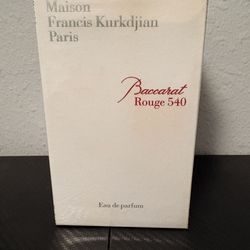 Maison
Francis Kurkdjian
Paris
Baccarat
Rouge 540
Eau de parfum